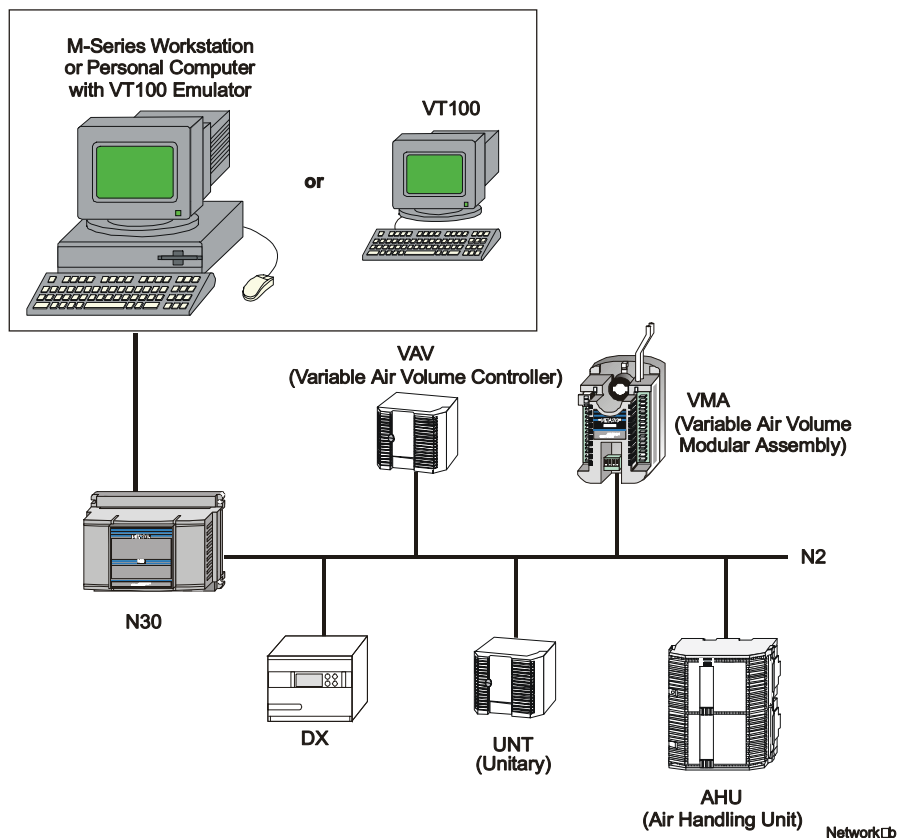 M-Series Workstation
or Personal Computer
with VT100 Emulator
VT100
or
VAV
(Variable Air Volume Controller)
VMA
(Variable Air Volume
Modular Assembly)
N2
N30
DX
UNT
(Unitary)
AHU
(Air Handling Unit)
Network□b